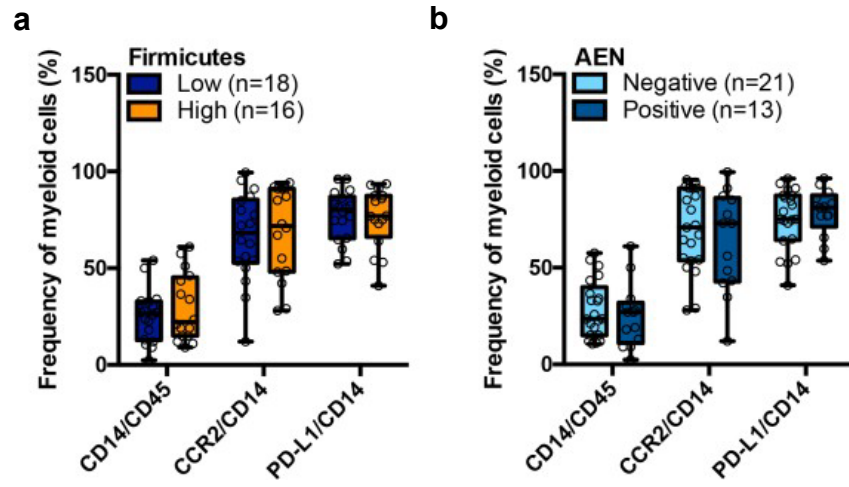 a
Firmicutes
Low (n=18)
High (n=16)
Frequency of myeloid cells (%)
150
100
50
0
CD14/CD45
CCR2/CD14
PD-L1/CD14
b
AEN
Negative (n=21)
Positive (n=13)
Frequency of myeloid cells (%)
150
100
50
0
CD14/CD45
CCR2/CD14
PD-L1/CD14